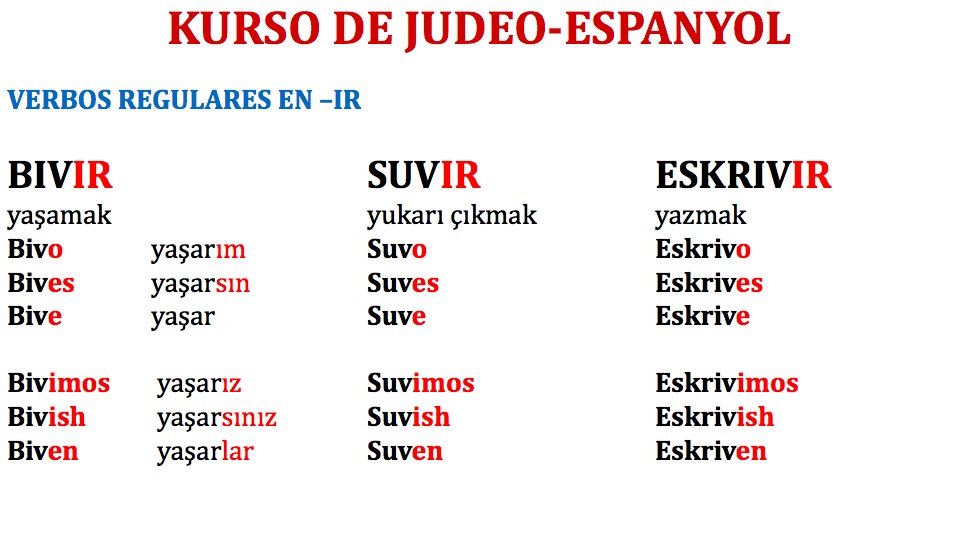 KURSO DE JUDEO-ESPANYOL
VERBOS REGULARES EN –IR
BIVIR SUVIR ESKRIVIR
yaşamak yukarı çıkmak yazmak
Bivo yaşarım Suvo Eskrivo
Bives yaşarsın Suves Eskrives
Bive yaşar Suve Eskrive
Bivimos yaşarız Suvimos Eskrivimos
Bivish yaşarsınız Suvish Eskrivish
Biven yaşarlar Suven Eskriven